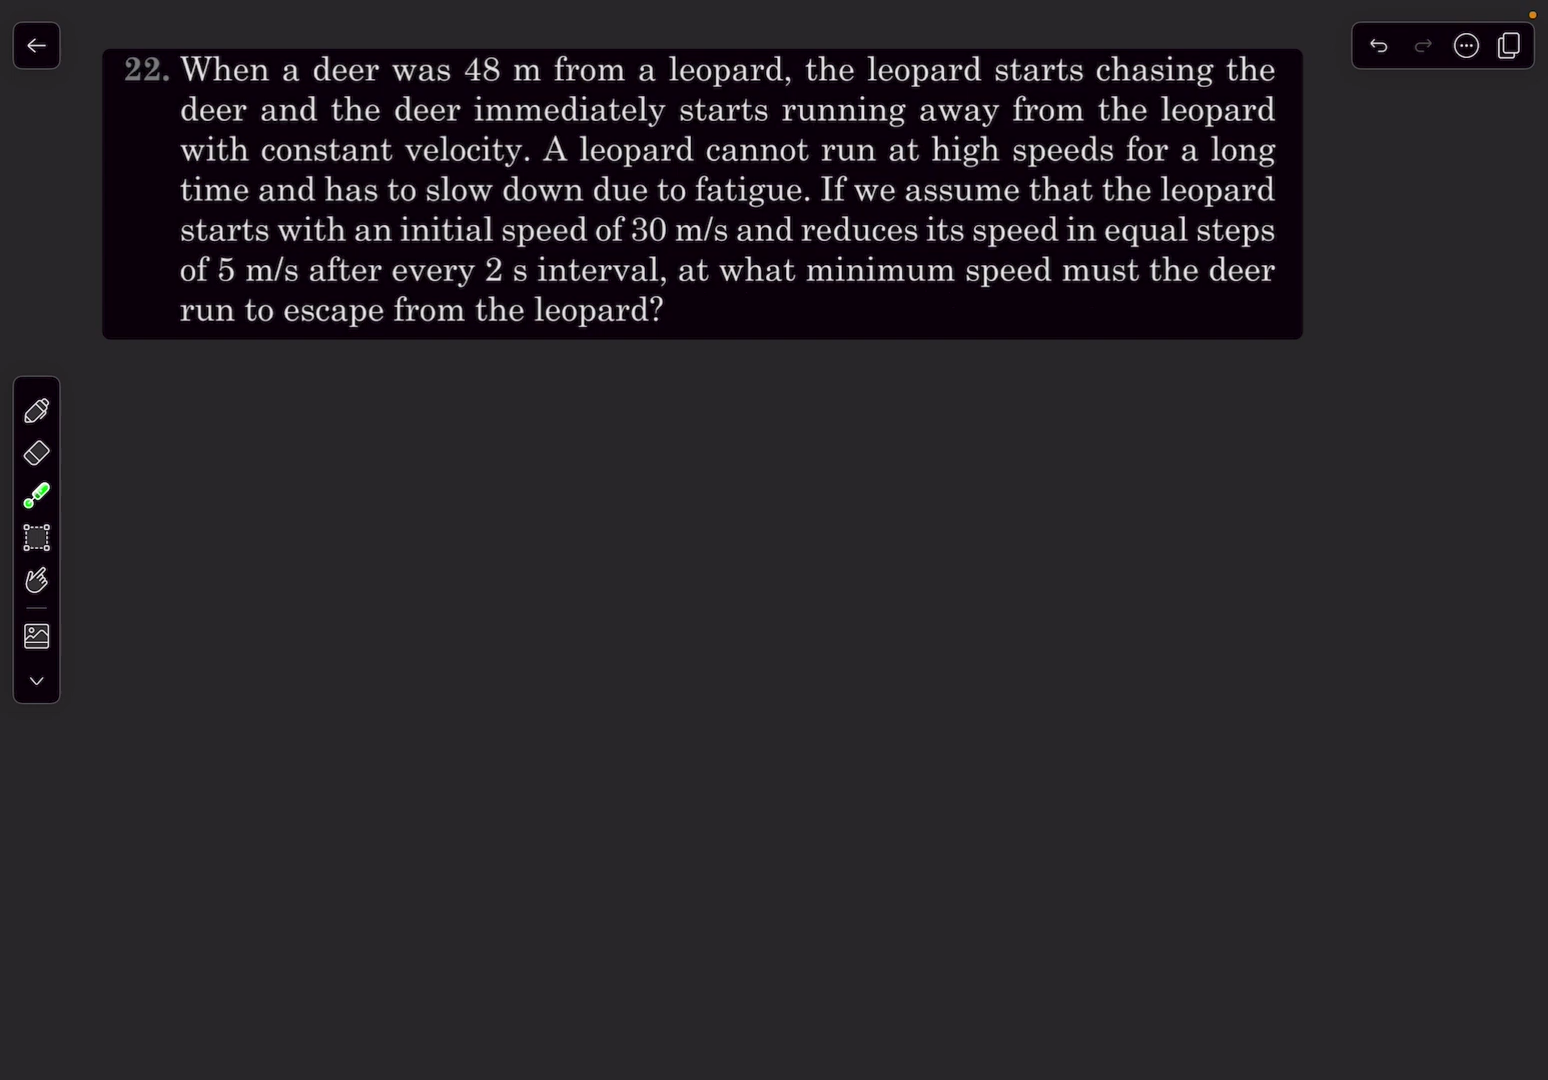 22. When a deer was 48 m from a leopard, the leopard starts chasing the
deer and the deer immediately starts running away from the leopard
with constant velocity. A leopard cannot run at high speeds for a long
time and has to slow down due to fatigue. If we assume that the leopard
starts with an initial speed of 30 m/s and reduces its speed in equal steps
of 5 m/s after every 2 s interval, at what minimum speed must the deer
run to escape from the leopard?